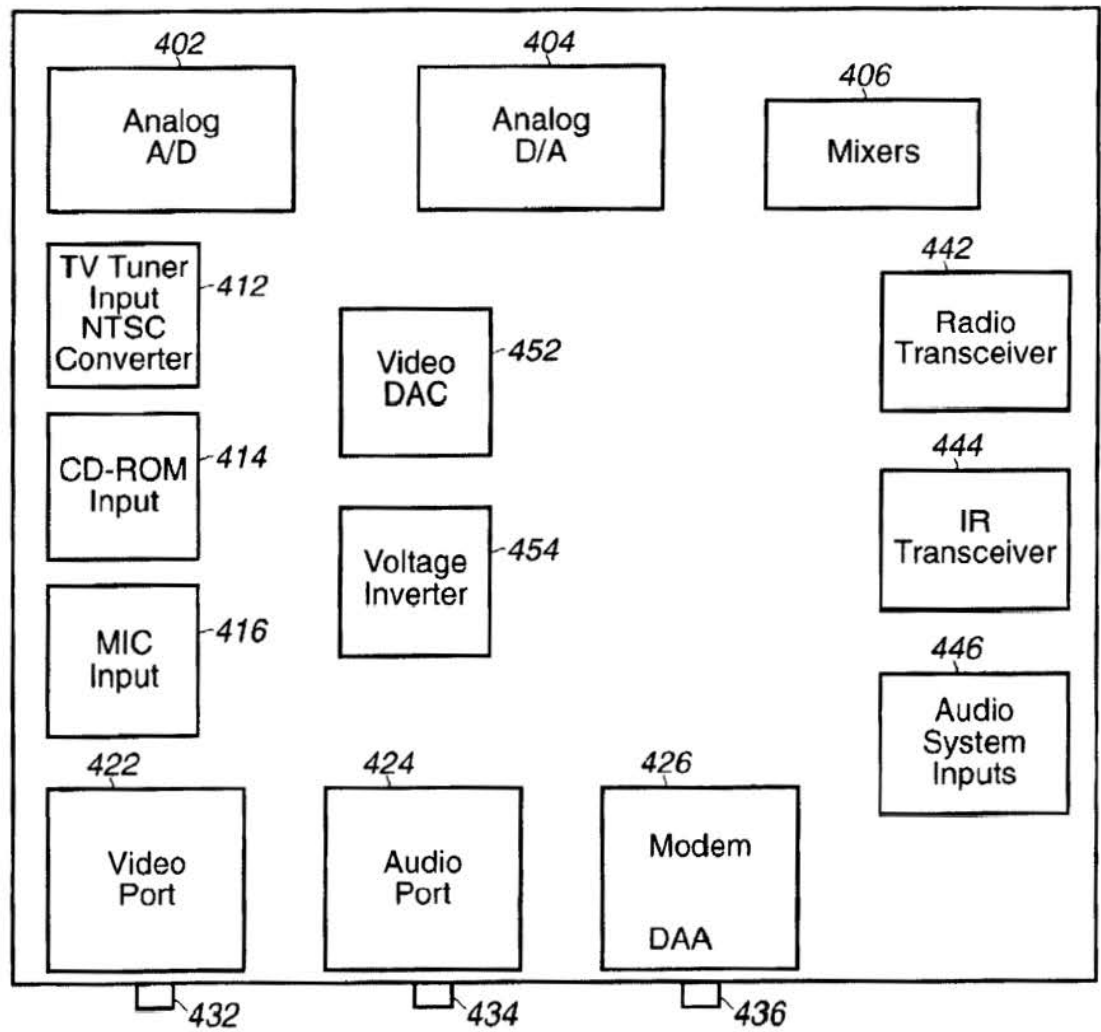 402
Analog
A/D
404
Analog
D/A
406
Mixers
TV Tuner
Input
NTSC
Converter
412
CD-ROM
Input
414
MIC
Input
416
Video
DAC
452
Voltage
Inverter
454
442
Radio
Transceiver
444
IR
Transceiver
446
Audio
System
Inputs
422
Video
Port
424
Audio
Port
426
Modem
DAA
432
434
436